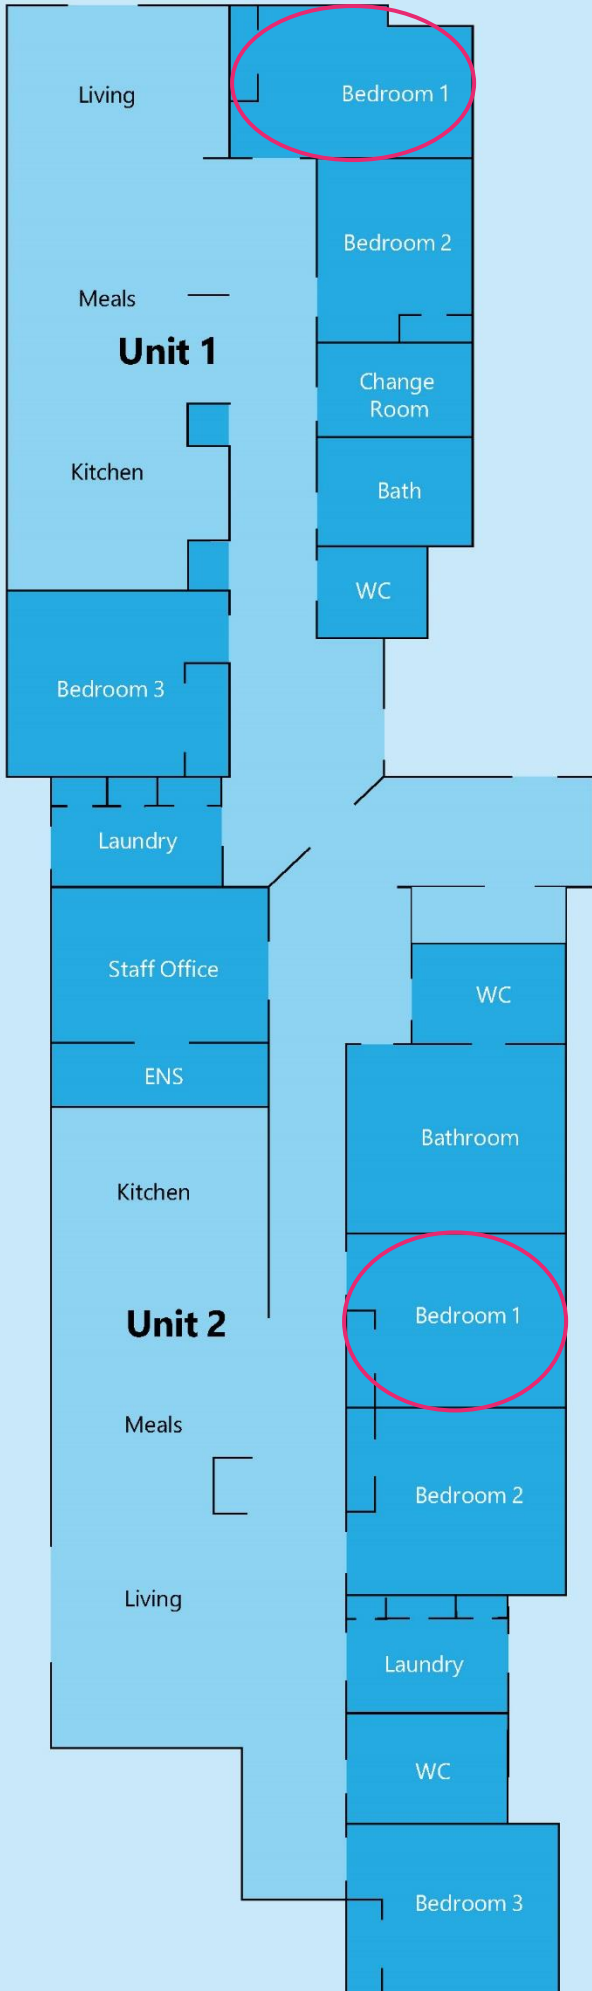 Living
Bedroom 1
Bedroom 2
Meals
Unit 1
Change
Room
Kitchen
Bath
WC
Bedroom 3
Laundry
Staff Office
WC
ENS
Bathroom
Kitchen
Bedroom 1
Unit 2
Meals
Bedroom 2
Living
Laundry
WC
Bedroom 3